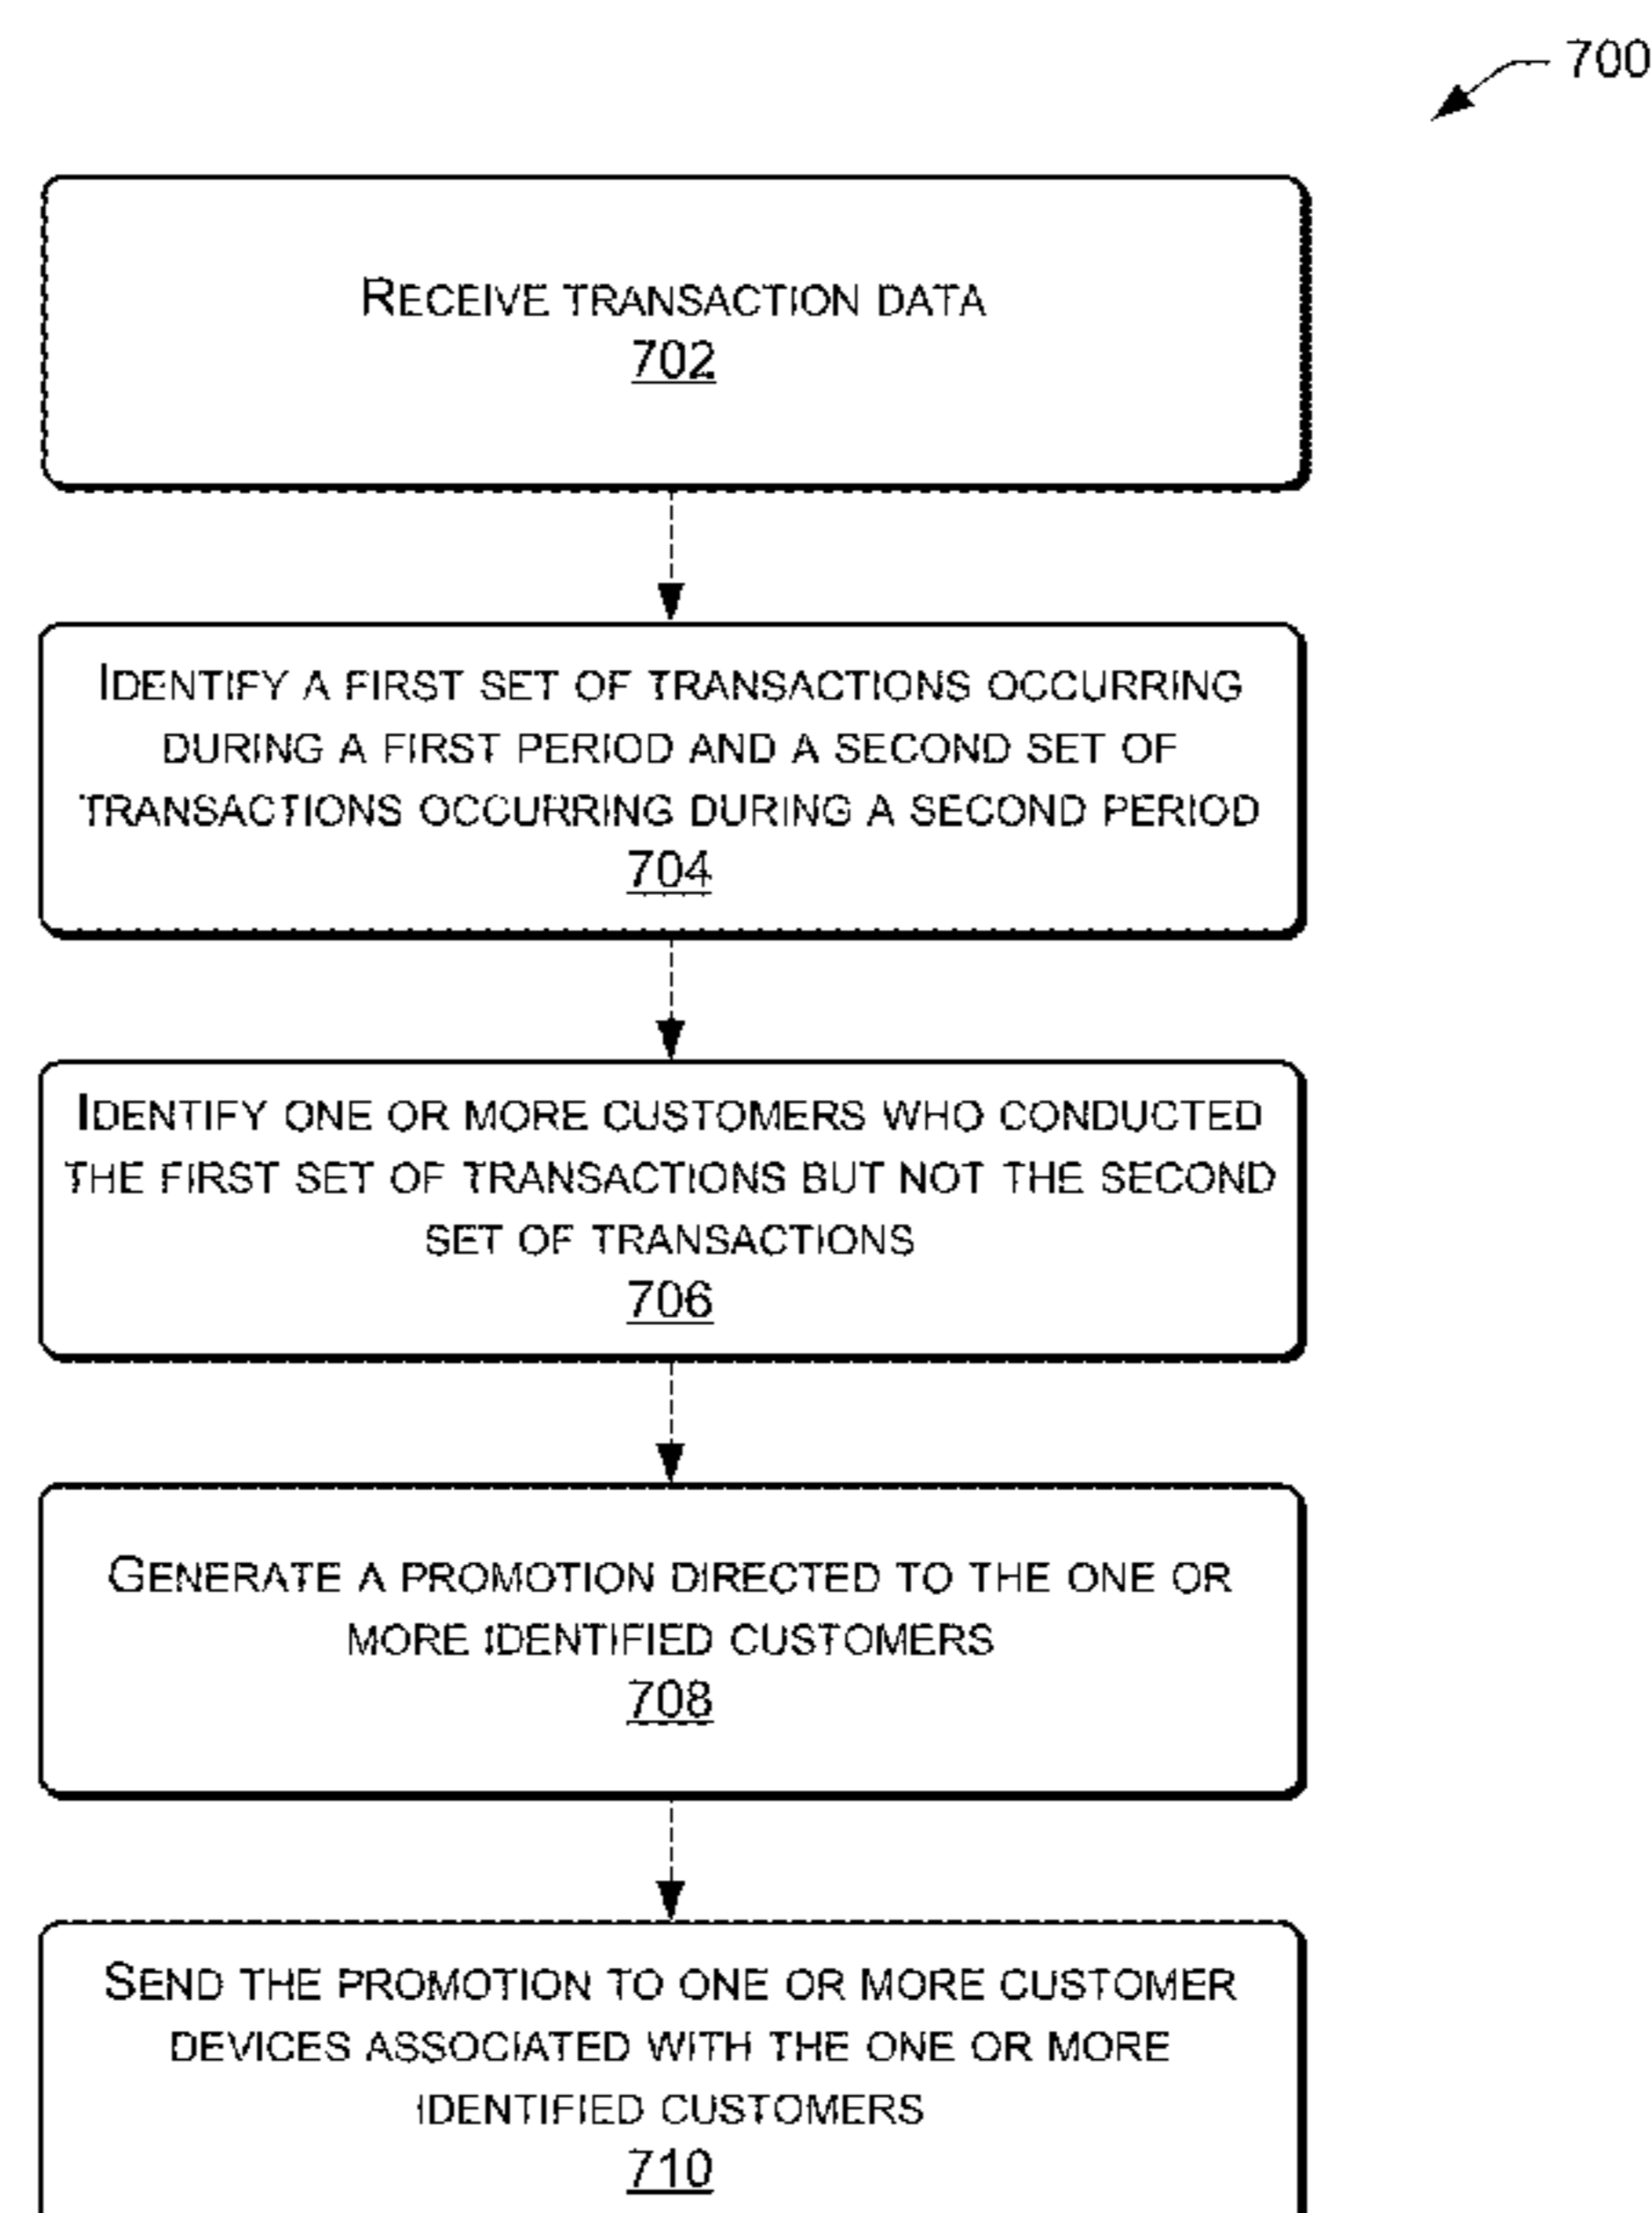 700
RECEIVE TRANSACTION DATA
702
IDENTIFY A FIRST SET OF TRANSACTIONS OCCURRING
DURING A FIRST PERIOD AND A SECOND SET OF
TRANSACTIONS OCCURRING DURING A SECOND PERIOD
704
IDENTIFY ONE OR MORE CUSTOMERS WHO CONDUCTED
THE FIRST SET OF TRANSACTIONS BUT NOT THE SECOND
SET OF TRANSACTIONS
706
GENERATE A PROMOTION DIRECTED TO THE ONE OR
MORE IDENTIFIED CUSTOMERS
708
SEND THE PROMOTION TO ONE OR MORE CUSTOMER
DEVICES ASSOCIATED WITH THE ONE OR MORE
IDENTIFIED CUSTOMERS
710